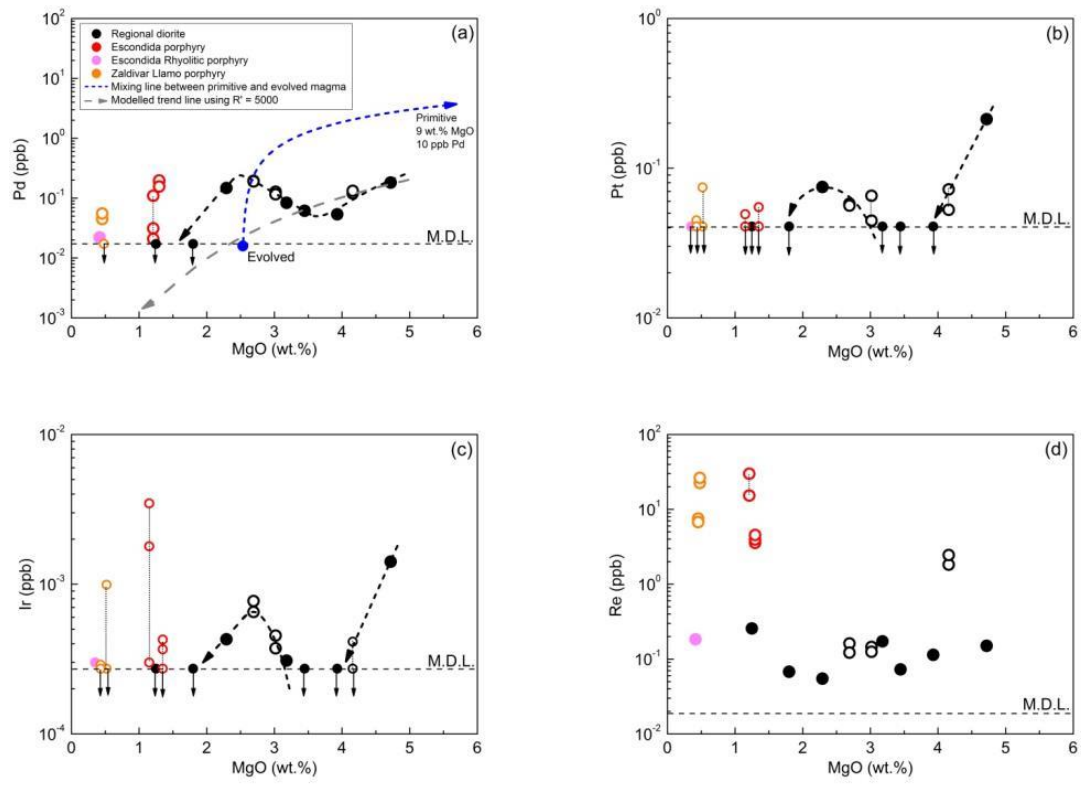 (a)
Regional diorite
Escondida porphyry
Escondida Rhyolitic porphyry
Zaldivar Llamo porphyry
Mixing line between primitive and evolved magma
Modelled trend line using R' = 5000
Primitive
9 wt.% MgO
10 ppb Pd
M.D.L.
Evolved
10²
10¹
10⁰
10⁻¹
10⁻²
10⁻³
Pd (ppb)
0 1 2 3 4 5 6
MgO (wt.%)
(b)
10⁰
10⁻¹
10⁻²
Pt (ppb)
M.D.L.
0 1 2 3 4 5 6
MgO (wt.%)
(c)
10⁻²
10⁻³
10⁻⁴
Ir (ppb)
M.D.L.
0 1 2 3 4 5 6
MgO (wt.%)
(d)
10²
10¹
10⁰
10⁻¹
10⁻²
Re (ppb)
M.D.L.
0 1 2 3 4 5 6
MgO (wt.%)